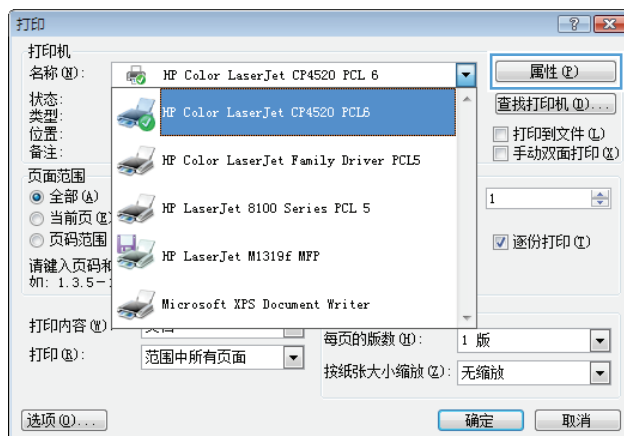 打印
打印机
名称(N): HP Color LaserJet CP4520 PCL 6 属性(P)
状态: HP Color LaserJet CP4520 PCL6 查找打印机(D)...
类型:
位置: 打印到文件(L)
备注: HP Color LaserJet Family Driver PCL5 手动双面打印(X)
页面范围
全部(A) HP LaserJet 8100 Series PCL 5 1
当前页(E)
页码范围 HP LaserJet M1319f MFP 逐份打印(T)
请键入页码
如: 1.3.5-
Microsoft XPS Document Writer
打印内容(W):
每页的版数(H): 1 版
打印(R): 范围中所有页面
按纸张大小缩放(Z): 无缩放
选项(O)... 确定 取消